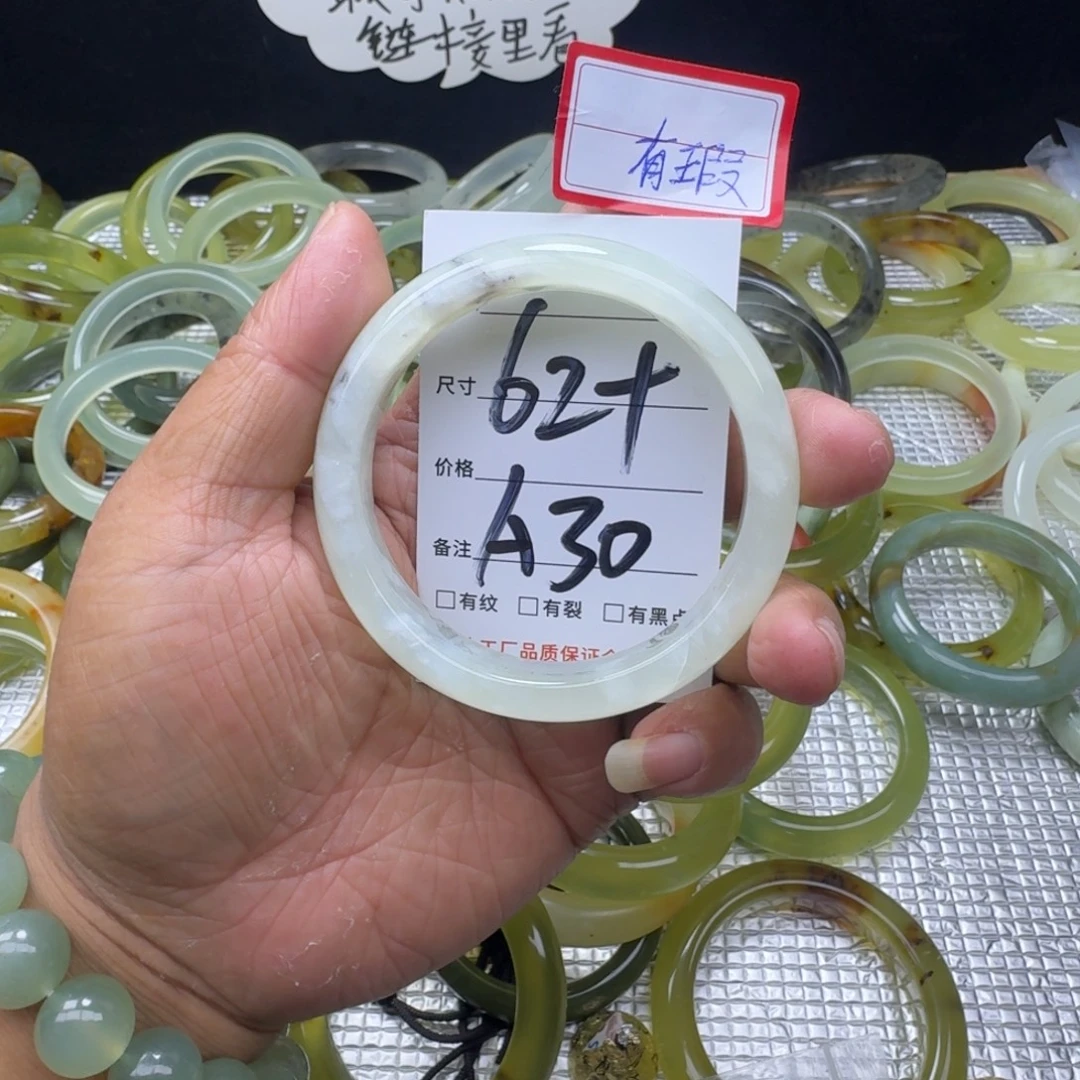 链接里看
有瑕
尺寸 62+
价格
备注 A30
□有纹 □有裂 □有黑点
工厂品质保证